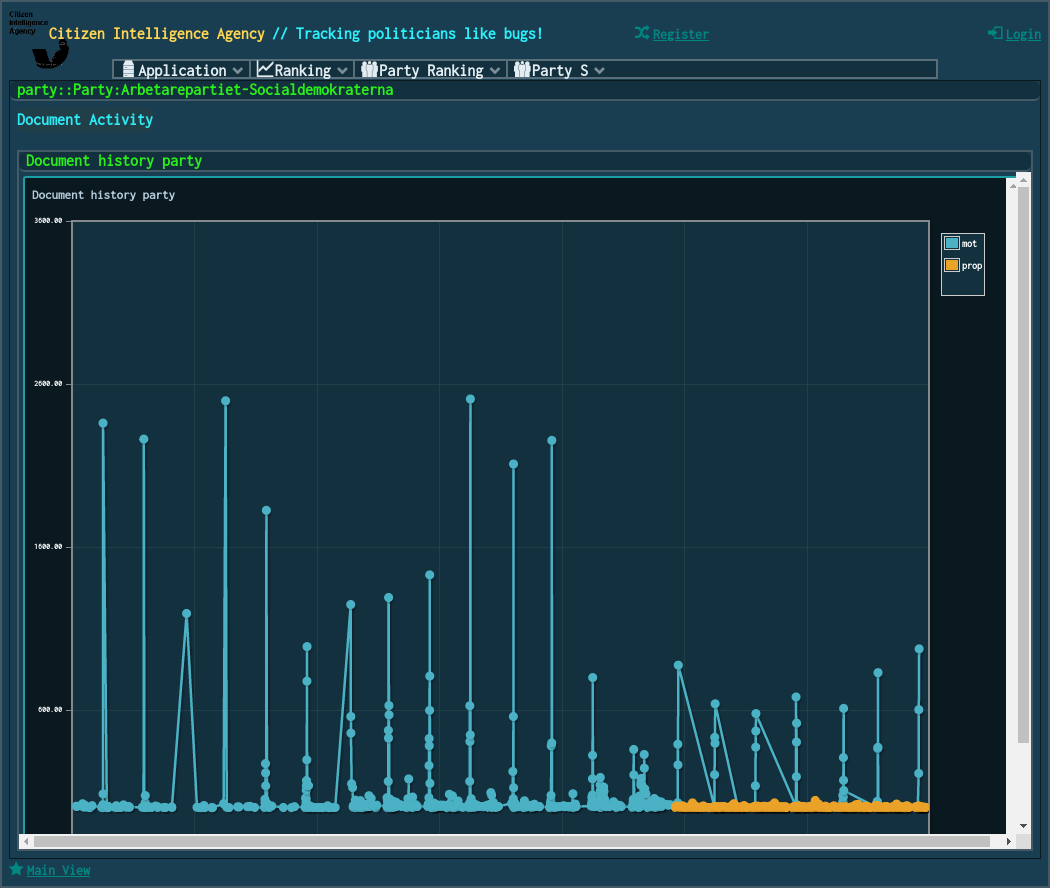 Citizen
Intelligence
Agency
Citizen Intelligence Agency // Tracking politicians like bugs!
Register
Login
Application
Ranking
Party Ranking
Party S
party::Party:Arbetarepartiet-Socialdemokraterna
Document Activity
Document history party
Document history party
3600.00
mot
prop
2600.00
1600.00
600.00
Main View